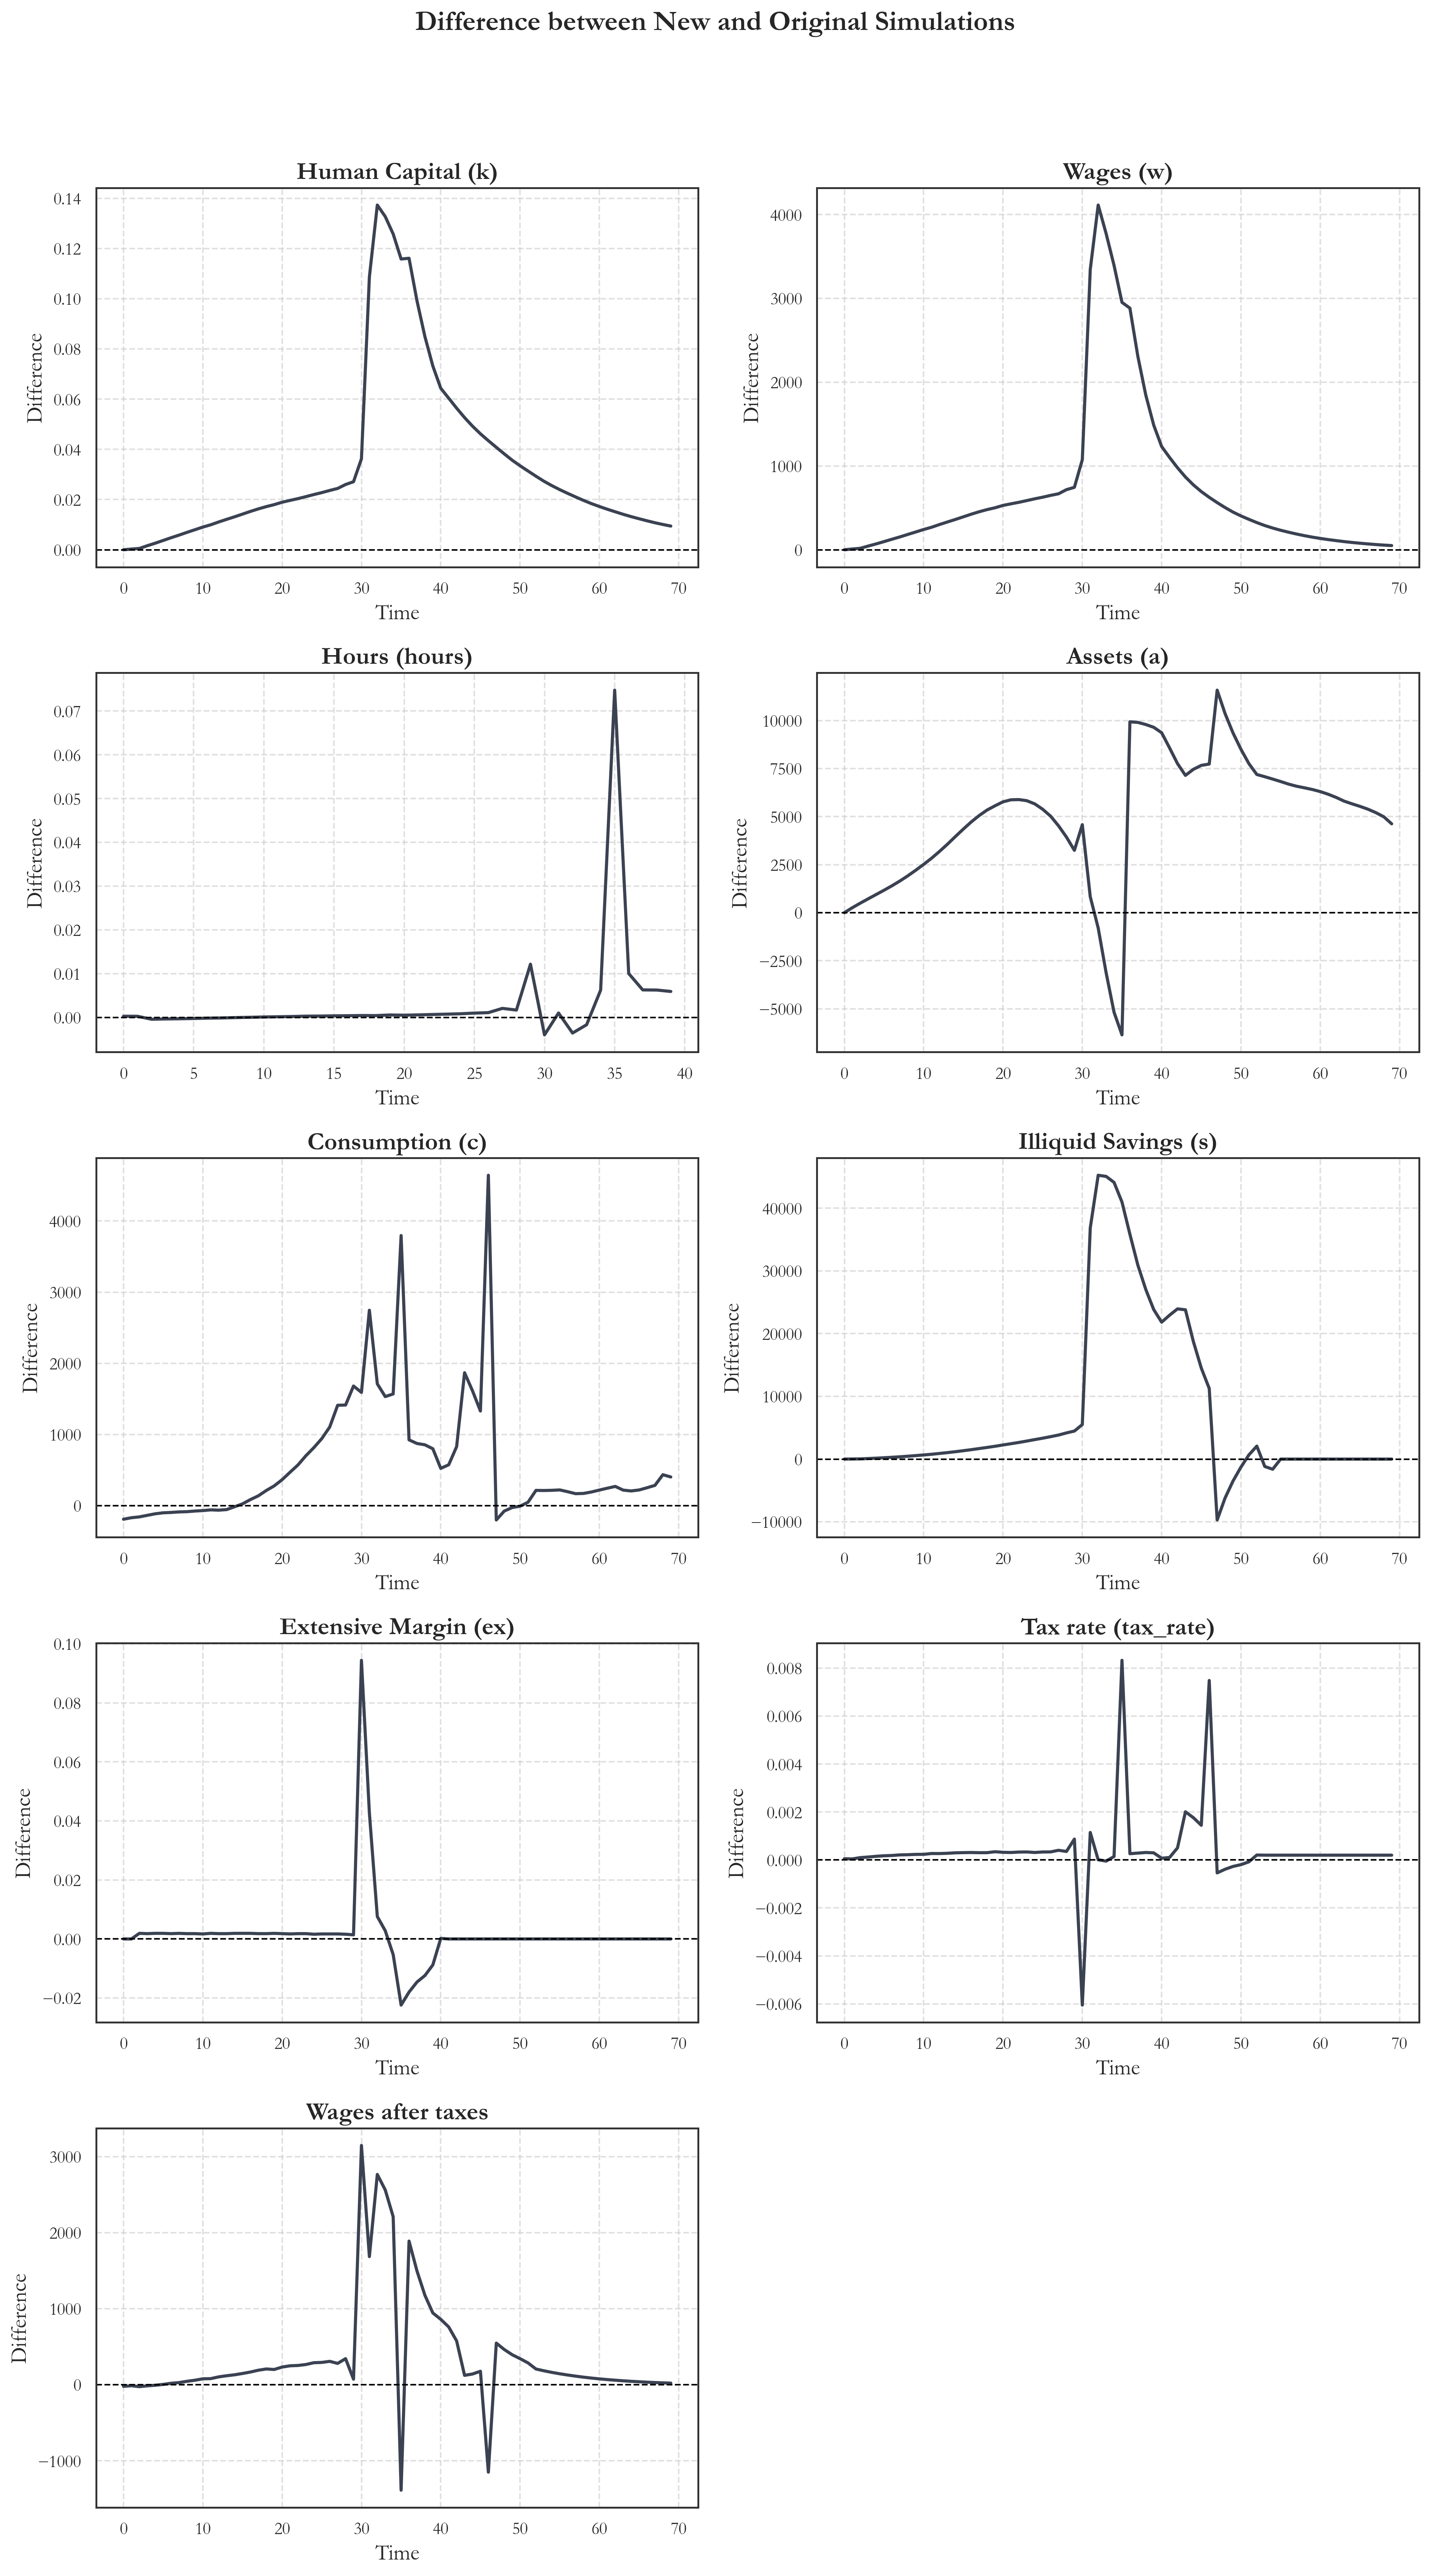 Difference between New and Original Simulations
Human Capital (k)
0.14
0.12
0.10
0.08
0.06
0.04
0.02
0.00
Difference
0 10 20 30 40 50 60 70
Time
Wages (w)
4000
3000
2000
1000
0
Difference
0 10 20 30 40 50 60 70
Time
Hours (hours)
0.07
0.06
0.05
0.04
0.03
0.02
0.01
0.00
Difference
0 5 10 15 20 25 30 35 40
Time
Assets (a)
10000
7500
5000
2500
0
−2500
−5000
Difference
0 10 20 30 40 50 60 70
Time
Consumption (c)
4000
3000
2000
1000
0
Difference
0 10 20 30 40 50 60 70
Time
Illiquid Savings (s)
40000
30000
20000
10000
0
−10000
Difference
0 10 20 30 40 50 60 70
Time
Extensive Margin (ex)
0.10
0.08
0.06
0.04
0.02
0.00
−0.02
Difference
0 10 20 30 40 50 60 70
Time
Tax rate (tax_rate)
0.008
0.006
0.004
0.002
0.000
−0.002
−0.004
−0.006
Difference
0 10 20 30 40 50 60 70
Time
Wages after taxes
3000
2000
1000
0
−1000
Difference
0 10 20 30 40 50 60 70
Time